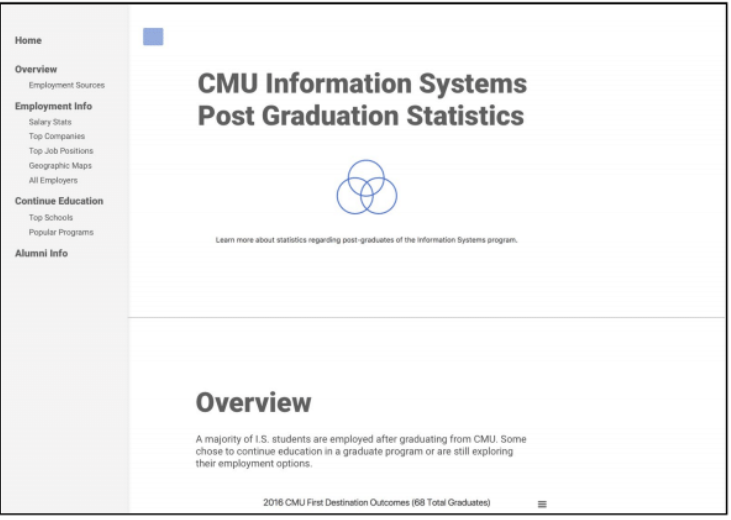 Home
Overview
Employment Sources
Employment Info
Salary Stats
Top Companies
Top Job Positions
Geographic Maps
All Employers
Continue Education
Top Schools
Popular Programs
Alumni Info
CMU Information Systems
Post Graduation Statistics
Learn more about statistics regarding post-graduates of the Information Systems program.
Overview
A majority of I.S. students are employed after graduating from CMU. Some
chose to continue education in a graduate program or are still exploring
their employment options.
2016 CMU First Destination Outcomes (68 Total Graduates)